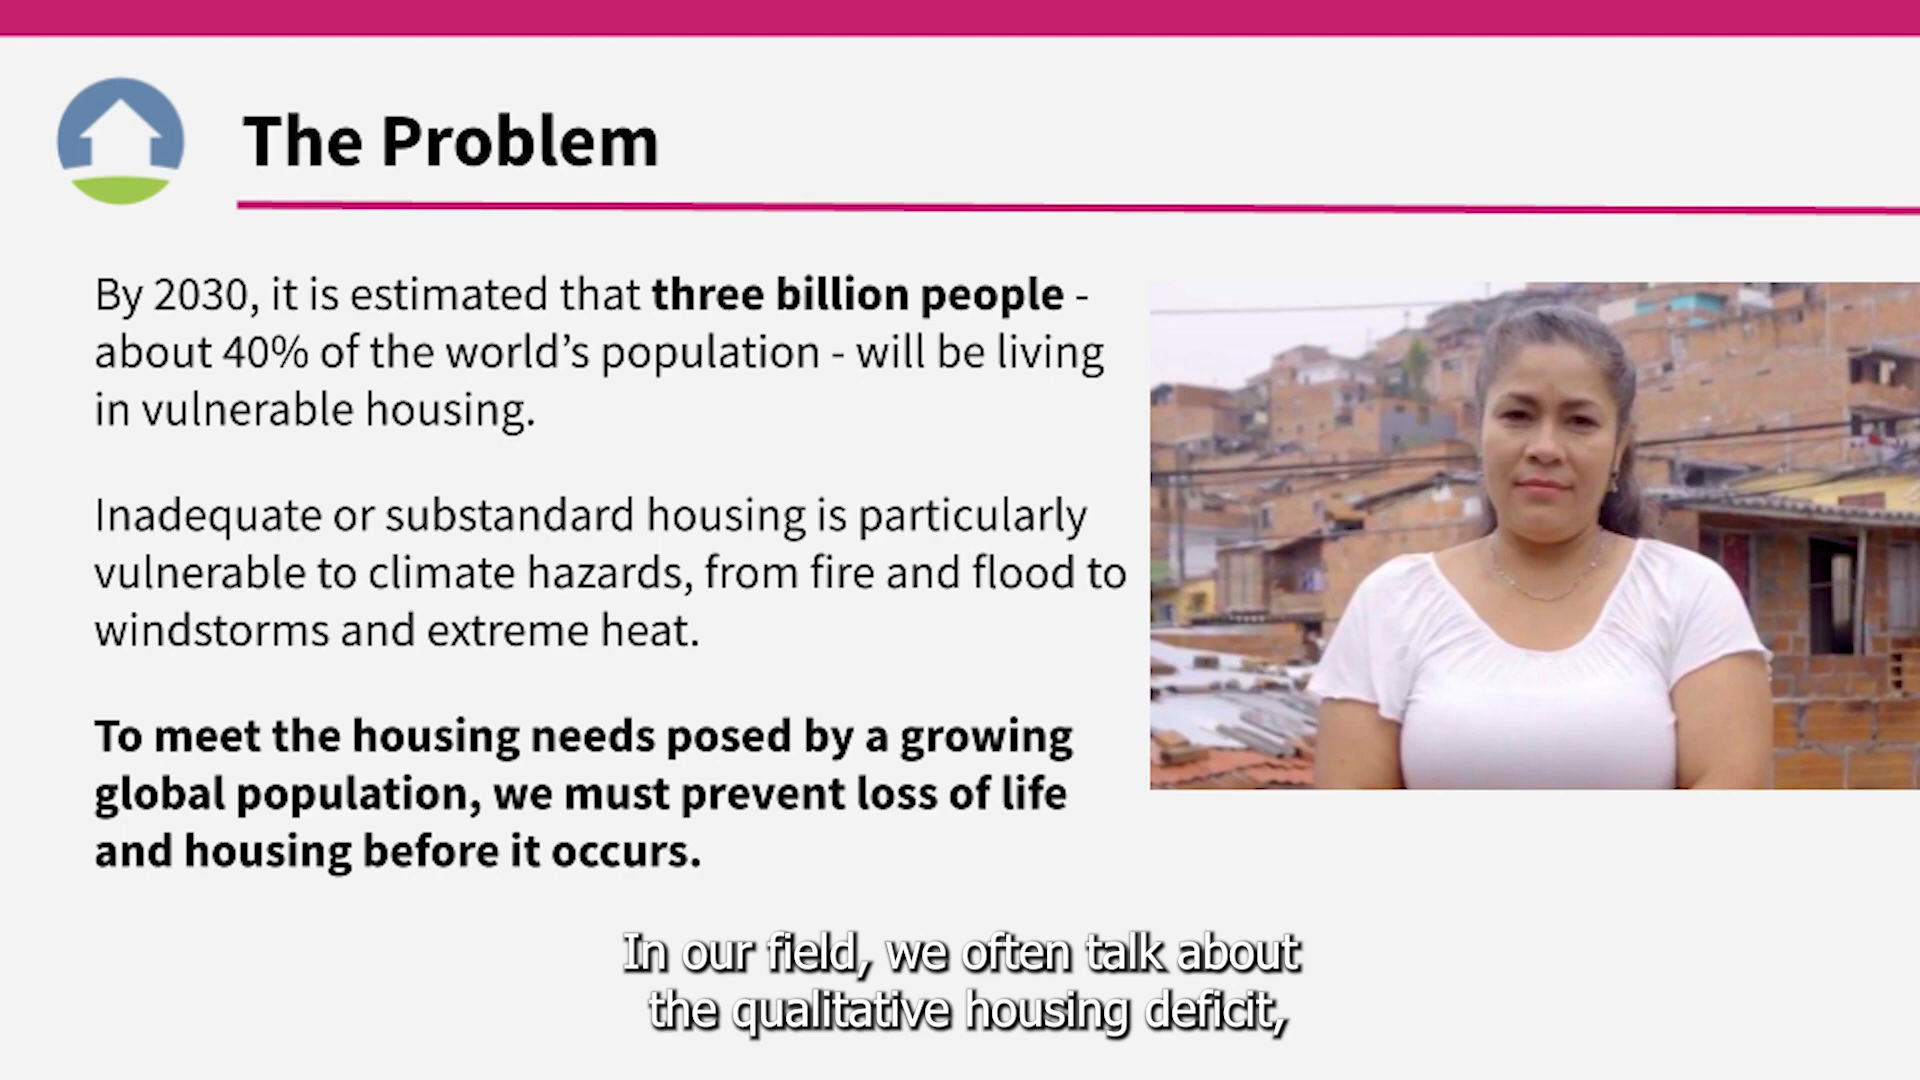 The Problem
By 2030, it is estimated that three billion people -
about 40% of the world’s population - will be living
in vulnerable housing.
Inadequate or substandard housing is particularly
vulnerable to climate hazards, from fire and flood to
windstorms and extreme heat.
To meet the housing needs posed by a growing
global population, we must prevent loss of life
and housing before it occurs.
In our field, we often talk about
the qualitative housing deficit,